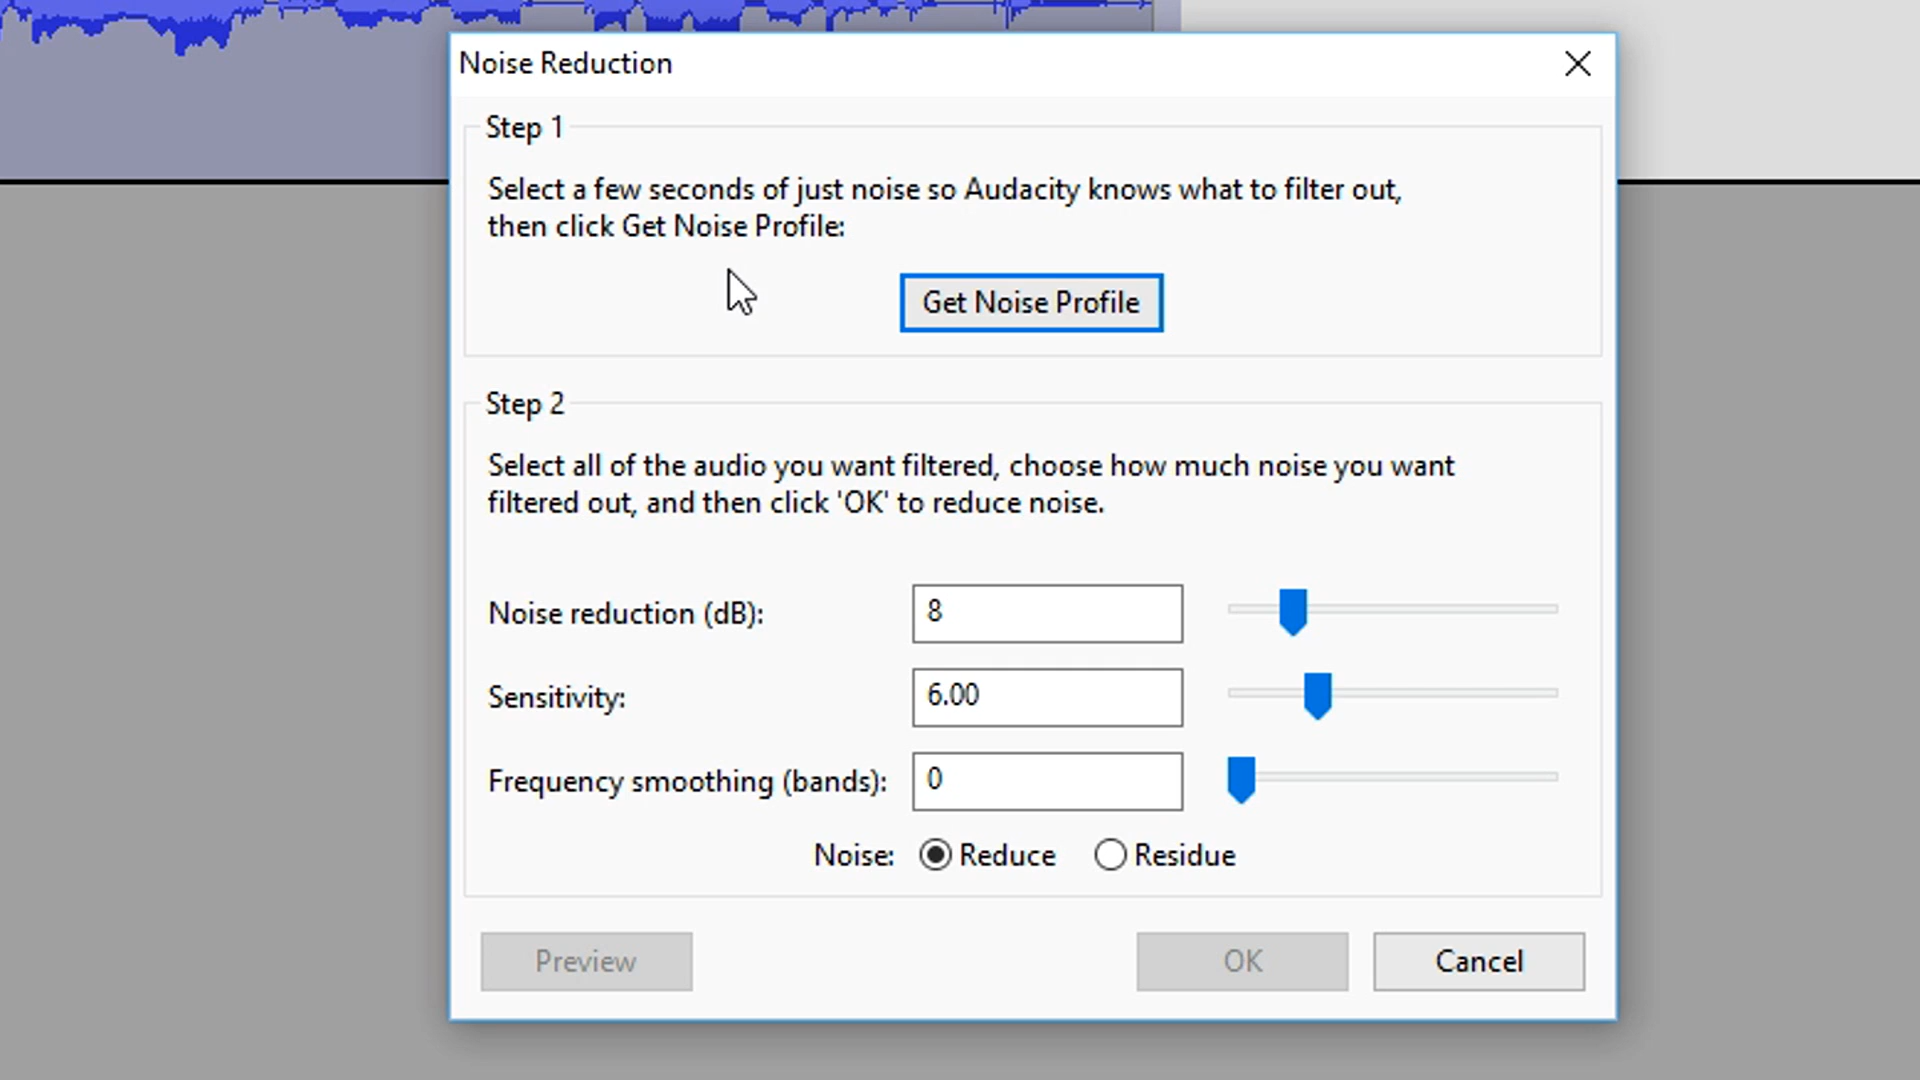 Noise Reduction
Step 1
Select a few seconds of just noise so Audacity knows what to filter out,
then click Get Noise Profile:
Get Noise Profile
Step 2
Select all of the audio you want filtered, choose how much noise you want
filtered out, and then click 'OK' to reduce noise.
Noise reduction (dB): 8
Sensitivity: 6.00
Frequency smoothing (bands): 0
Noise: Reduce Residue
Preview OK Cancel